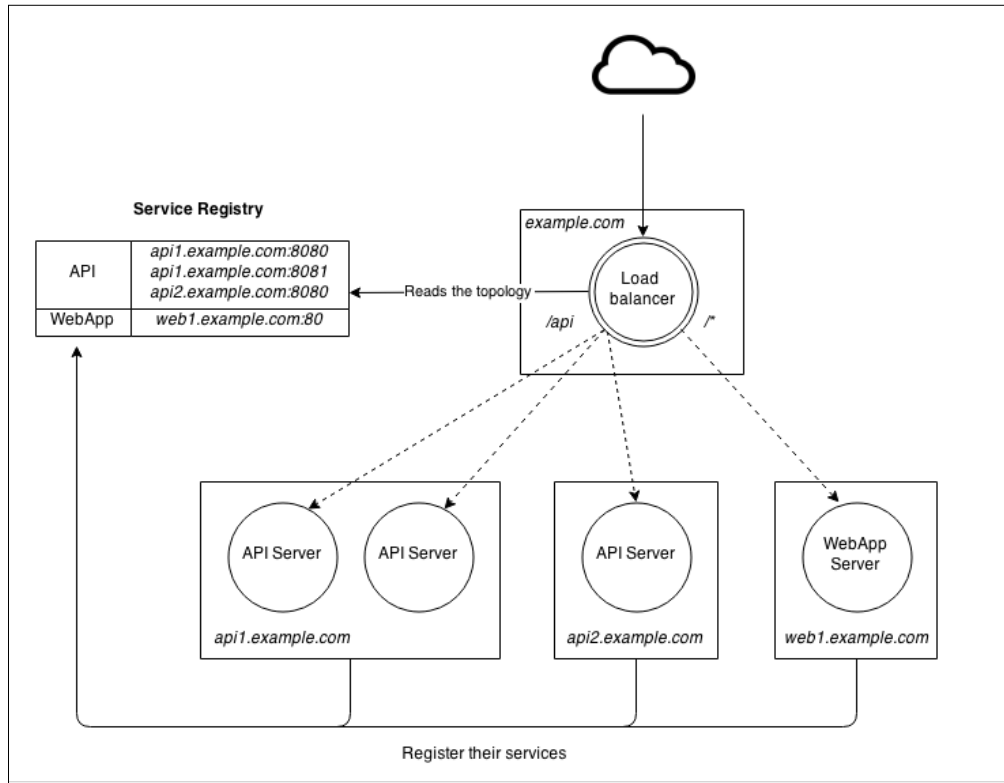 Service Registry
API
api1.example.com:8080
api1.example.com:8081
api2.example.com:8080
WebApp
web1.example.com:80
Reads the topology
example.com
Load
balancer
/api
/*
API Server
API Server
api1.example.com
API Server
api2.example.com
WebApp
Server
web1.example.com
Register their services